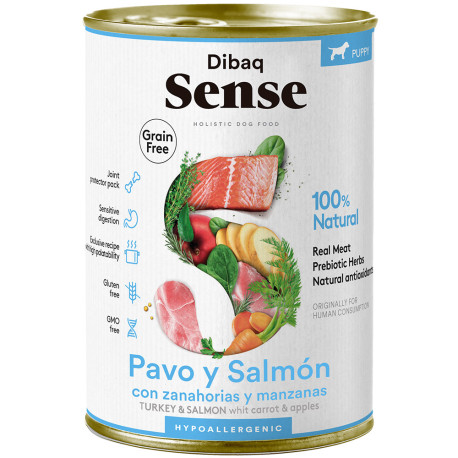 PUPPY
Dibaq
Sense
HOLISTIC DOG FOOD
Grain
Free
Joint
protector pack
Sensitive
digestion
Exclusive recipe
with high palatability
Gluten
free
GMO
free
100%
Natural
Real Meat
Prebiotic Herbs
Natural antioxidants
ORIGINALLY FOR
HUMAN CONSUMPTION
Pavo y Salmón
con zanahorias y manzanas
TURKEY & SALMON whit carrot & apples
HYPOALLERGENIC